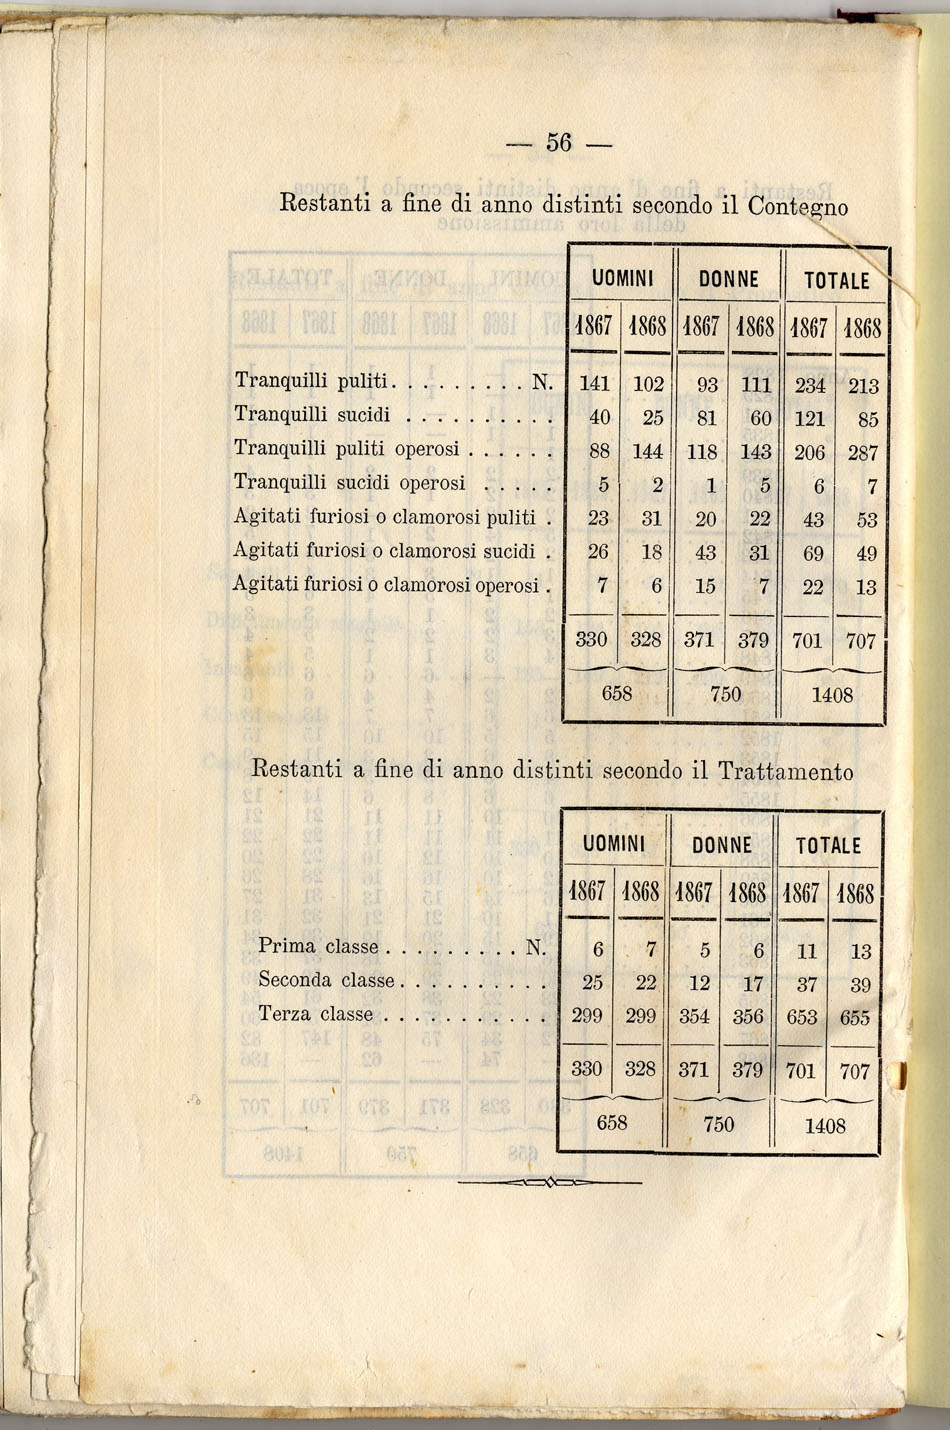 — 56 —
Restanti a fine di anno distinti secondo il Contegno
UOMINI DONNE TOTALE
1867 1868 1867 1868 1867 1868
Tranquilli puliti. . . . . . . . . N. 141 102 93 111 234 213
Tranquilli sucidi . . . . . . . . . . 40 25 81 60 121 85
Tranquilli puliti operosi . . . . . . 88 144 118 143 206 287
Tranquilli sucidi operosi . . . . . 5 2 1 5 6 7
Agitati furiosi o clamorosi puliti . 23 31 20 22 43 53
Agitati furiosi o clamorosi sucidi . 26 18 43 31 69 49
Agitati furiosi o clamorosi operosi . 7 6 15 7 22 13
330 328 371 379 701 707
658 750 1408
Restanti a fine di anno distinti secondo il Trattamento
UOMINI DONNE TOTALE
1867 1868 1867 1868 1867 1868
Prima classe . . . . . . . . . N. 6 7 5 6 11 13
Seconda classe . . . . . . . . . . 25 22 12 17 37 39
Terza classe . . . . . . . . . . . 299 299 354 356 653 655
330 328 371 379 701 707
658 750 1408